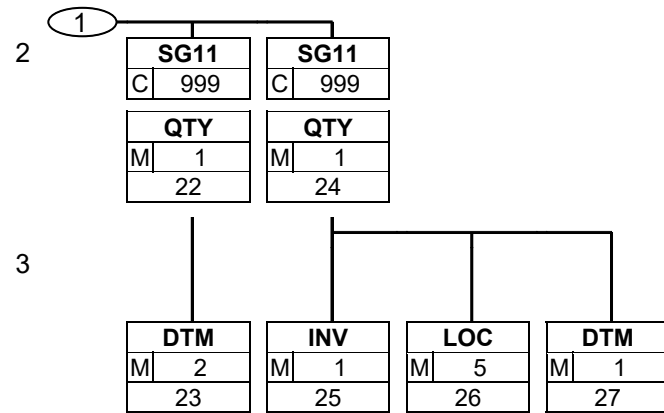 1
2
SG11 SG11
C 999 C 999
QTY QTY
M 1 M 1
22 24
3
DTM INV LOC DTM
M 2 M 1 M 5 M 1
23 25 26 27